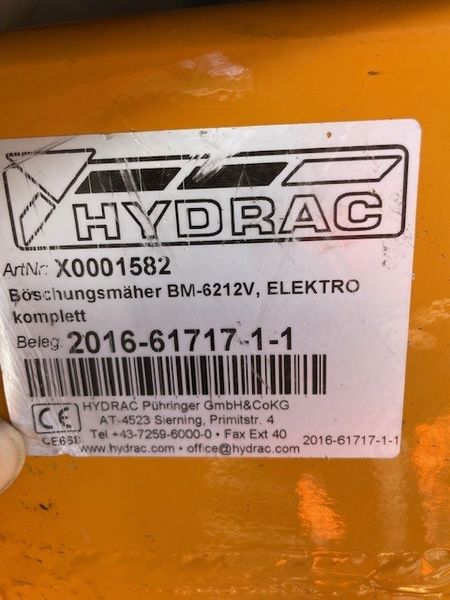 HYDRAC
ArtNr: X0001582
Böschungsmäher BM-6212V, ELEKTRO
komplett
Beleg: 2016-61717-1-1
HYDRAC Pühringer GmbH&CoKG
AT-4523 Sierning, Primitstr. 4
Tel +43-7259-6000-0 • Fax Ext 40
www.hydrac.com • office@hydrac.com
CE
2016-61717-1-1